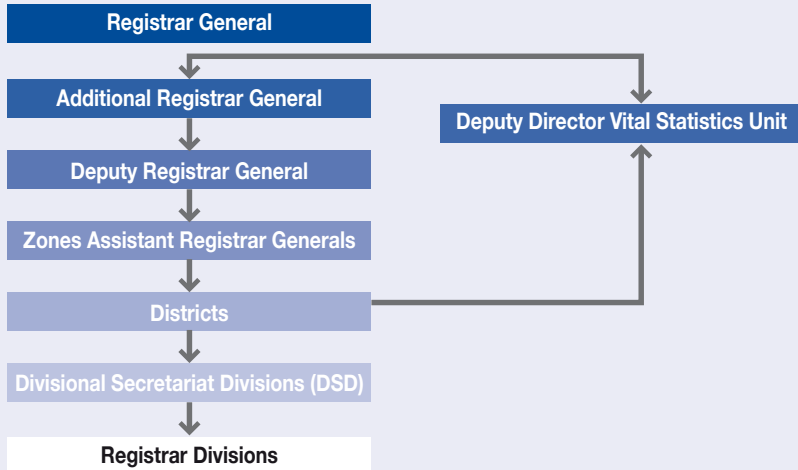 Registrar General
Additional Registrar General
Deputy Director Vital Statistics Unit
Deputy Registrar General
Zones Assistant Registrar Generals
Districts
Divisional Secretariat Divisions (DSD)
Registrar Divisions